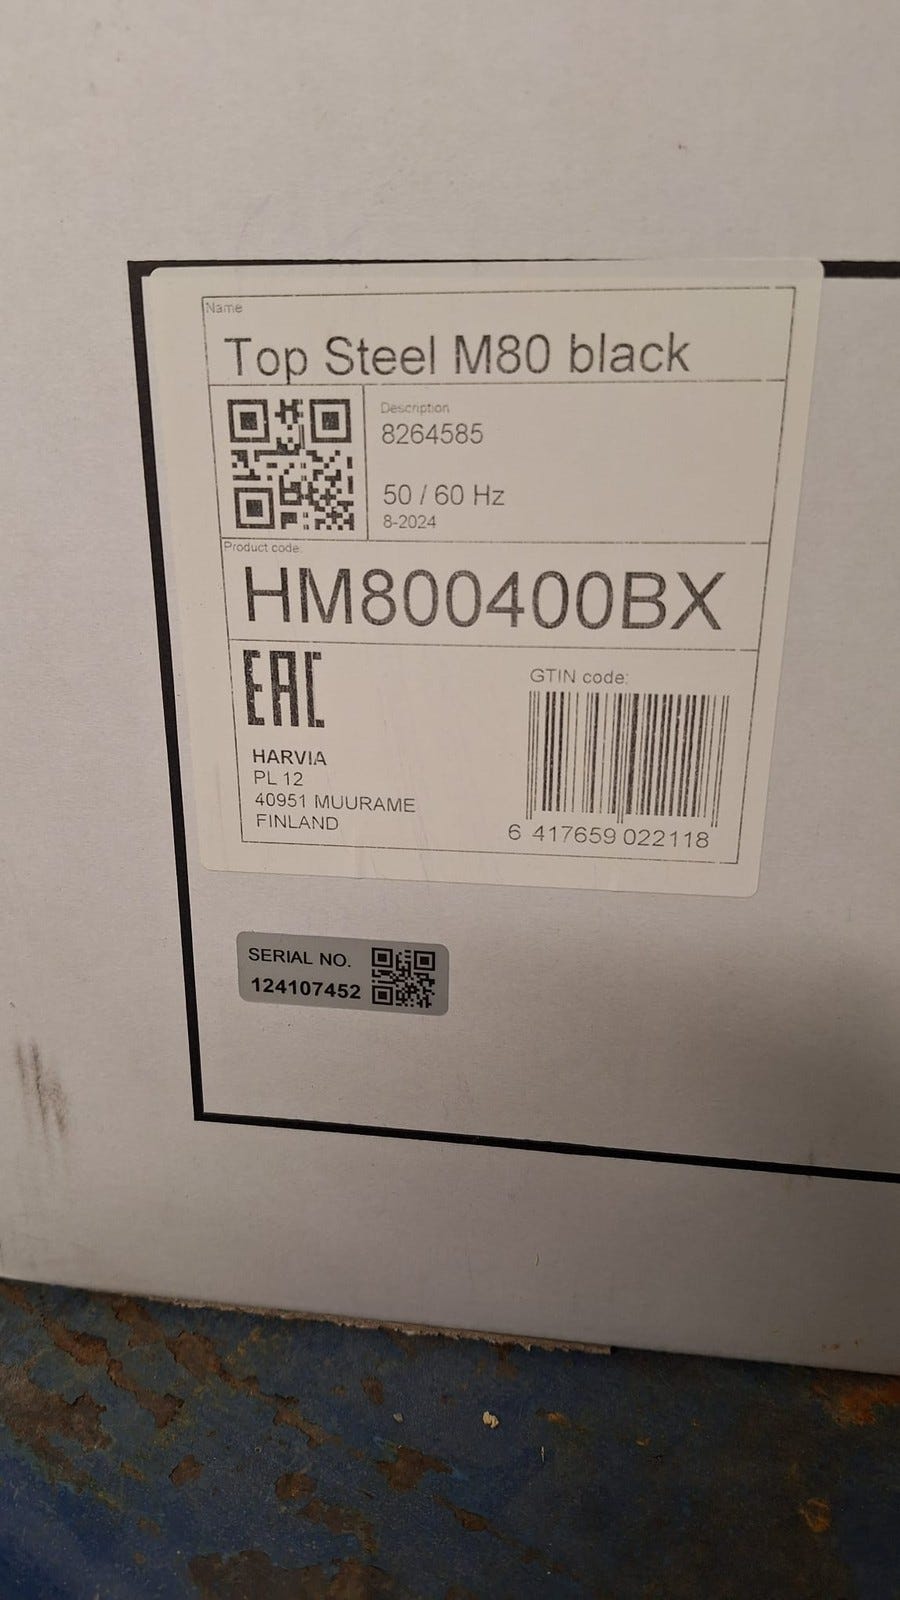 Name
Top Steel M80 black
Description
8264585
50 / 60 Hz
8-2024
Product code:
HM800400BX
EAC
HARVIA
PL 12
40951 MUURAME
FINLAND
GTIN code:
6 417659 022118
SERIAL NO.
124107452